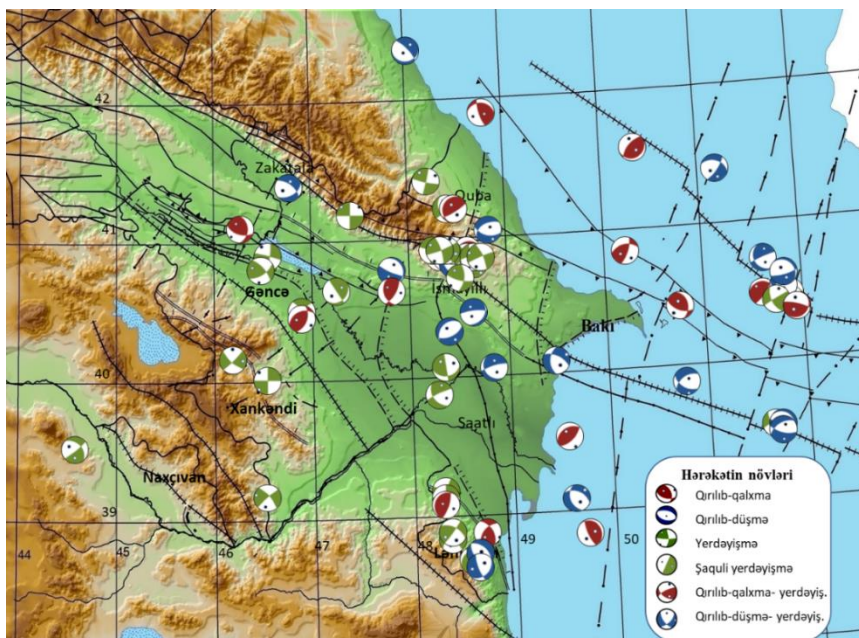 42
Zakatala
Quba
41
Gəncə
İsmayıllı
Bakı
40
Xankəndi
Saatlı
Naxçıvan
39
Lən
44
45
46
47
48
49
50
Hərəkətin növləri
Qırılıb-qalxma
Qırılıb-düşmə
Yerdəyişmə
Şaquli yerdəyişmə
Qırılıb-qalxma- yerdəyiş.
Qırılıb-düşmə- yerdəyiş.